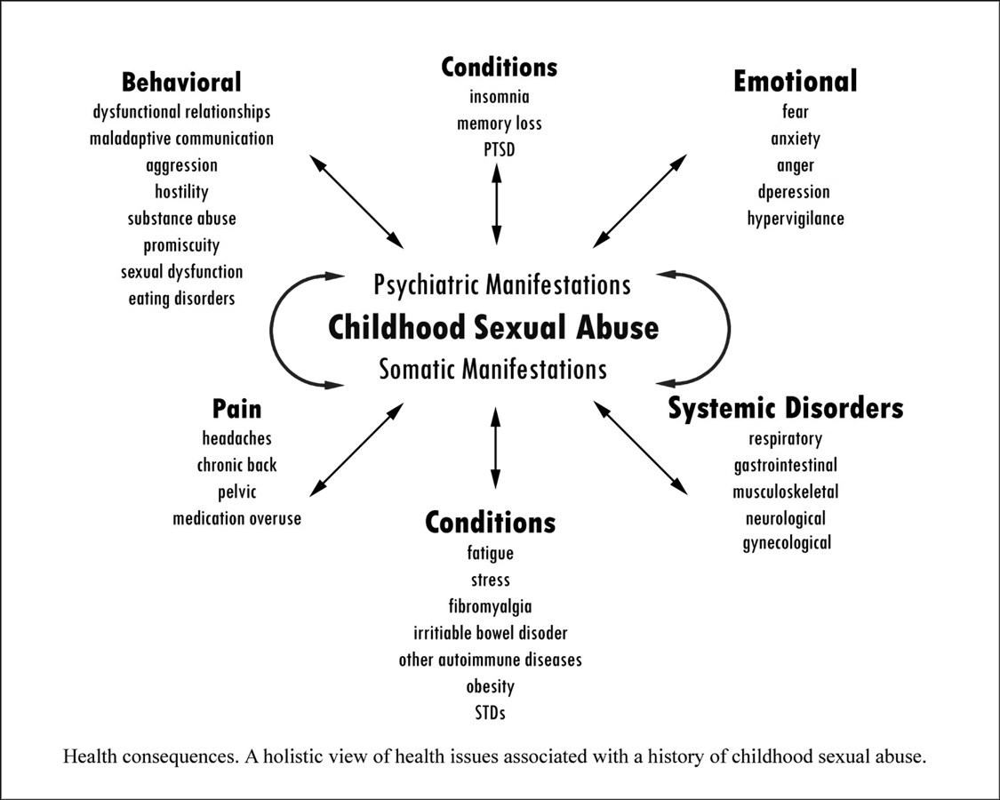 Behavioral
dysfunctional relationships
maladaptive communication
aggression
hostility
substance abuse
promiscuity
sexual dysfunction
eating disorders
Conditions
insomnia
memory loss
PTSD
Emotional
fear
anxiety
anger
dperession
hypervigilance
Psychiatric Manifestations
Childhood Sexual Abuse
Somatic Manifestations
Pain
headaches
chronic back
pelvic
medication overuse
Conditions
fatigue
stress
fibromyalgia
irritiable bowel disoder
other autoimmune diseases
obesity
STDs
Systemic Disorders
respiratory
gastrointestinal
musculoskeletal
neurological
gynecological
Health consequences. A holistic view of health issues associated with a history of childhood sexual abuse.